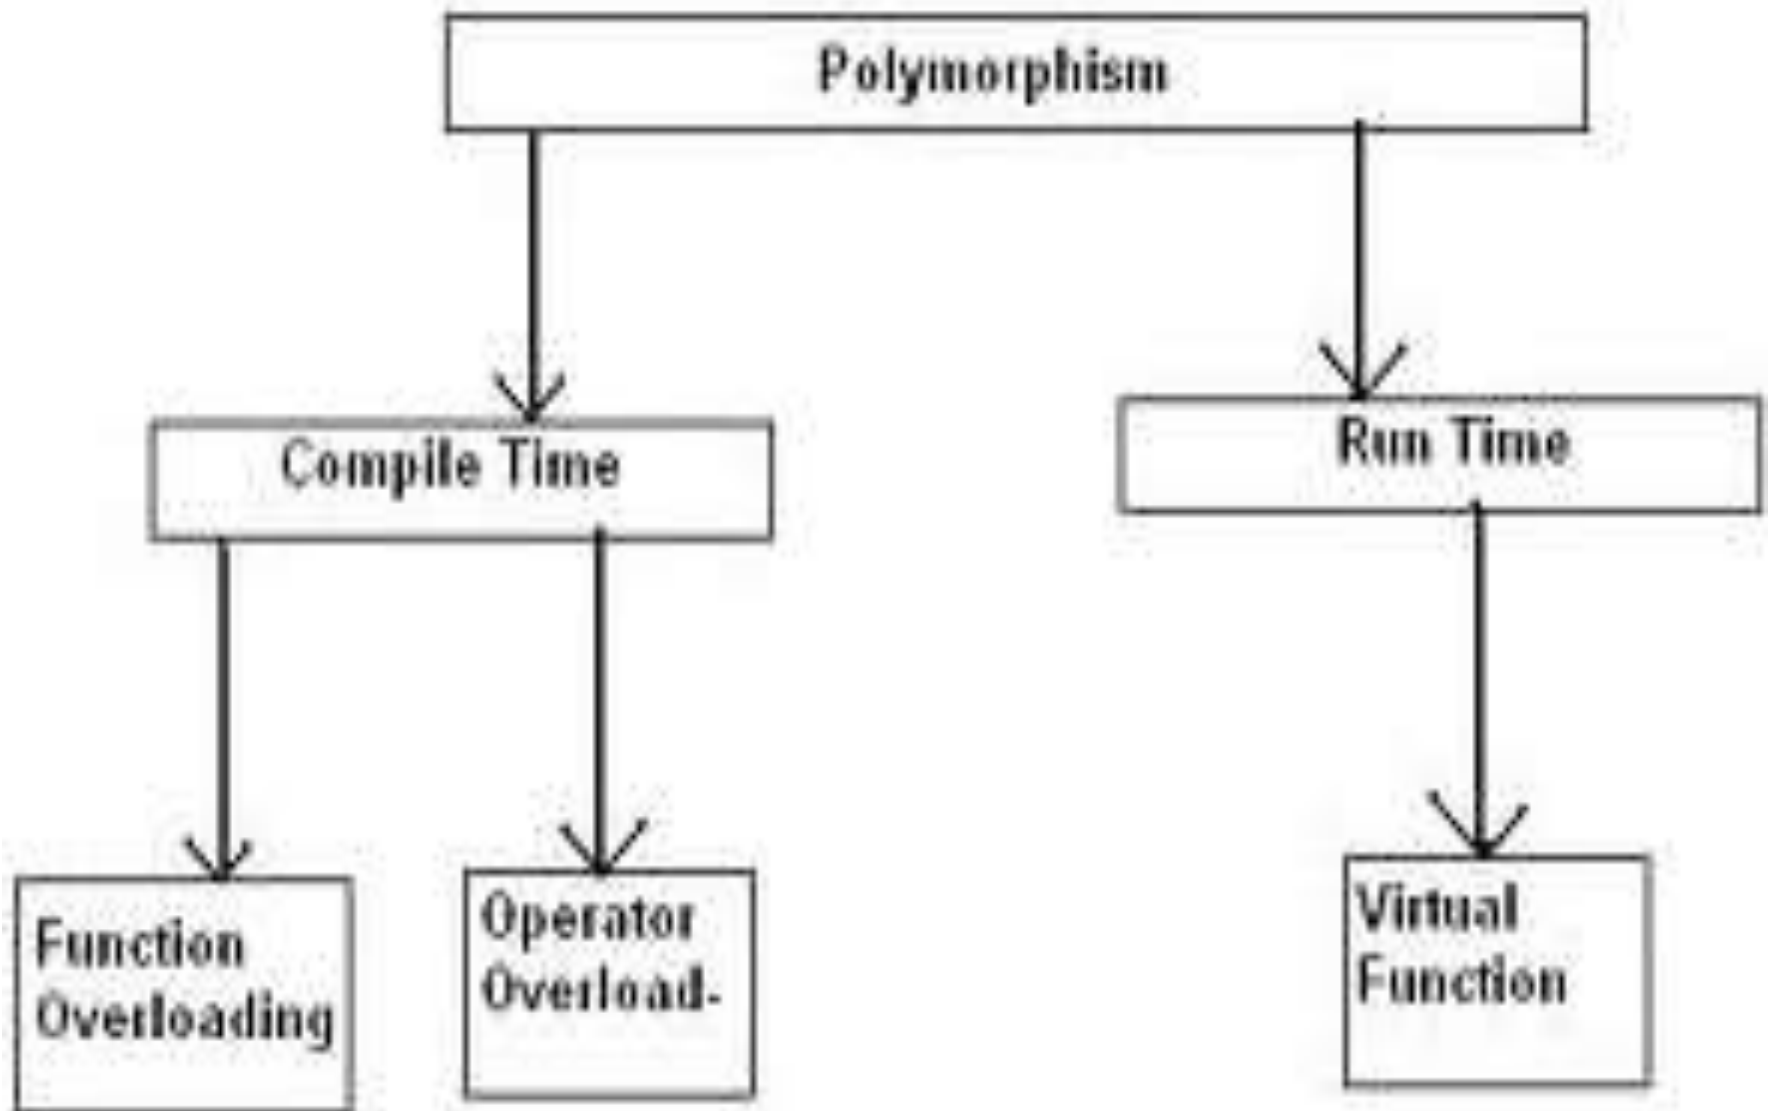 Polymorphism
Compile Time
Run Time
Function
Overloading
Operator
Overload-
Virtual
Function